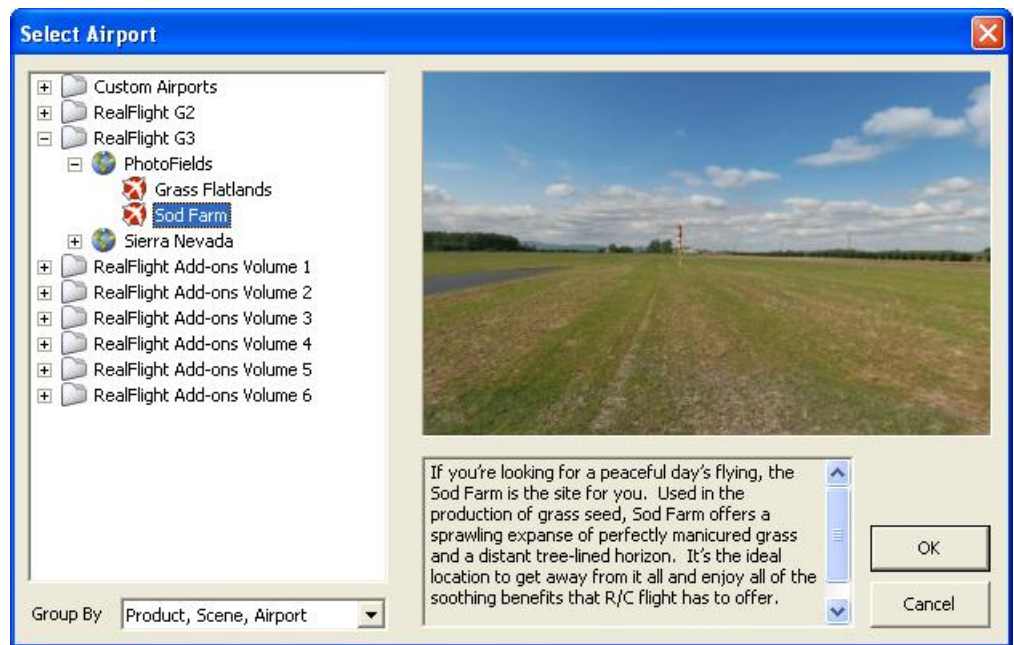 Select Airport
Custom Airports
RealFlight G2
RealFlight G3
PhotoFields
Grass Flatlands
Sod Farm
Sierra Nevada
RealFlight Add-ons Volume 1
RealFlight Add-ons Volume 2
RealFlight Add-ons Volume 3
RealFlight Add-ons Volume 4
RealFlight Add-ons Volume 5
RealFlight Add-ons Volume 6
Group By
Product, Scene, Airport
If you're looking for a peaceful day's flying, the
Sod Farm is the site for you.  Used in the
production of grass seed, Sod Farm offers a
sprawling expanse of perfectly manicured grass
and a distant tree-lined horizon.  It's the ideal
location to get away from it all and enjoy all of the
soothing benefits that R/C flight has to offer.
OK
Cancel